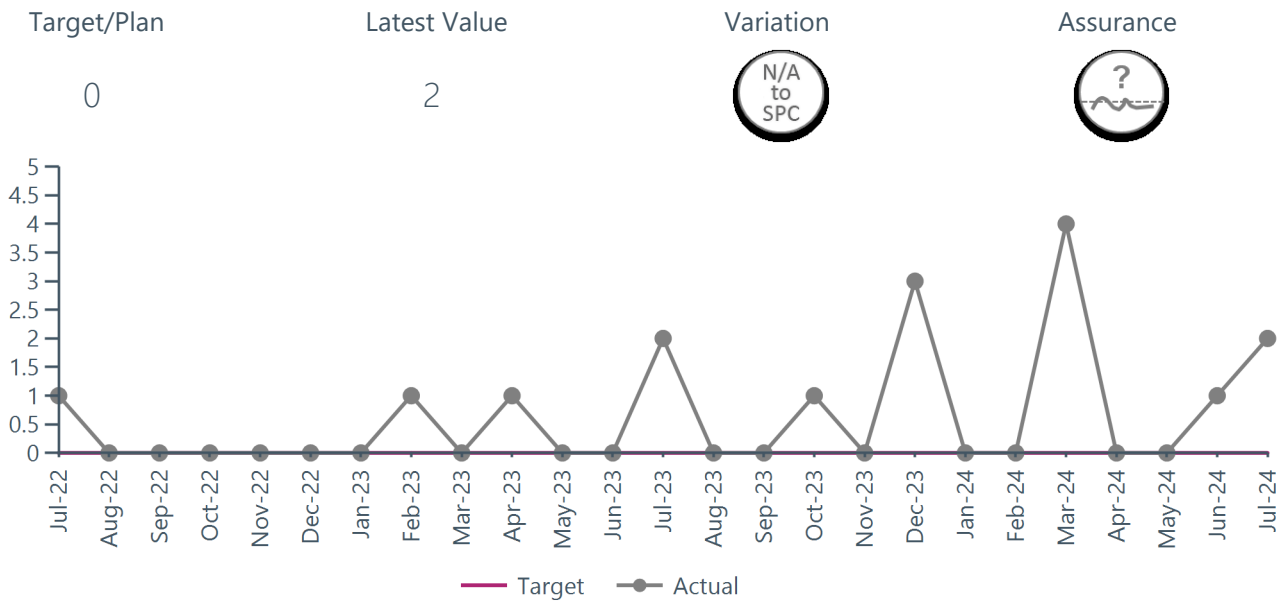 Target/Plan Latest Value Variation Assurance
0 2
N/A
to
SPC
?
5
4.5
4
3.5
3
2.5
2
1.5
1
0.5
0
Jul-22 Aug-22 Sep-22 Oct-22 Nov-22 Dec-22 Jan-23 Feb-23 Mar-23 Apr-23 May-23 Jun-23 Jul-23 Aug-23 Sep-23 Oct-23 Nov-23 Dec-23 Jan-24 Feb-24 Mar-24 Apr-24 May-24 Jun-24 Jul-24
Target Actual